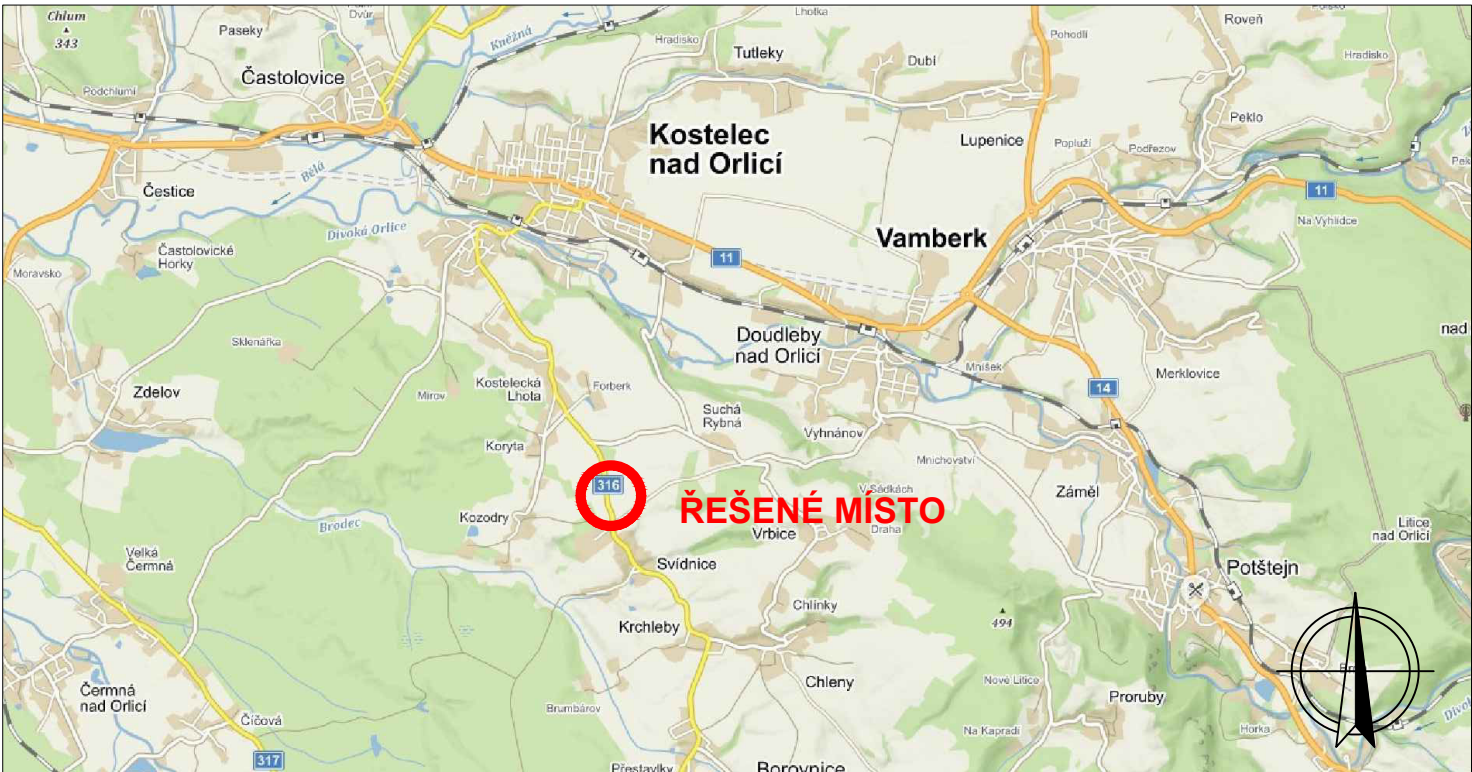 Chlum
343
Paseky
Dvůr
Kněžná
Lhotka
Hradisko
Tutleky
Dubí
Pohodlí
Roveň
Hradisko
Častolovice
Podchlumí
Kostelec
nad Orlicí
Lupenice
Popluží
Podřezov
Peklo
Čestice
Bělá
11
Na Vyhlídce
Divoká Orlice
Častolovické
Horky
Moravsko
11
Vamberk
Sklenářka
Doudleby
nad Orlicí
nad
Zdelov
Mírov
Kostelecká
Lhota
Forberk
Mnišek
Merklovice
14
Suchá
Rybná
Vyhnánov
Koryta
Mnichovství
316
ŘEŠENÉ MÍSTO
V Sádkách
Draha
Záměl
Kozodry
Brodec
Vrbice
Litice
nad Orlicí
Velká
Čermná
Svídnice
Potštejn
Chlínky
494
Krchleby
Chleny
Nové Litice
Proruby
Čermná
nad Orlicí
Čičová
Brumbárov
Na Kapradí
Horka
317
Přestavlky
Borovnice